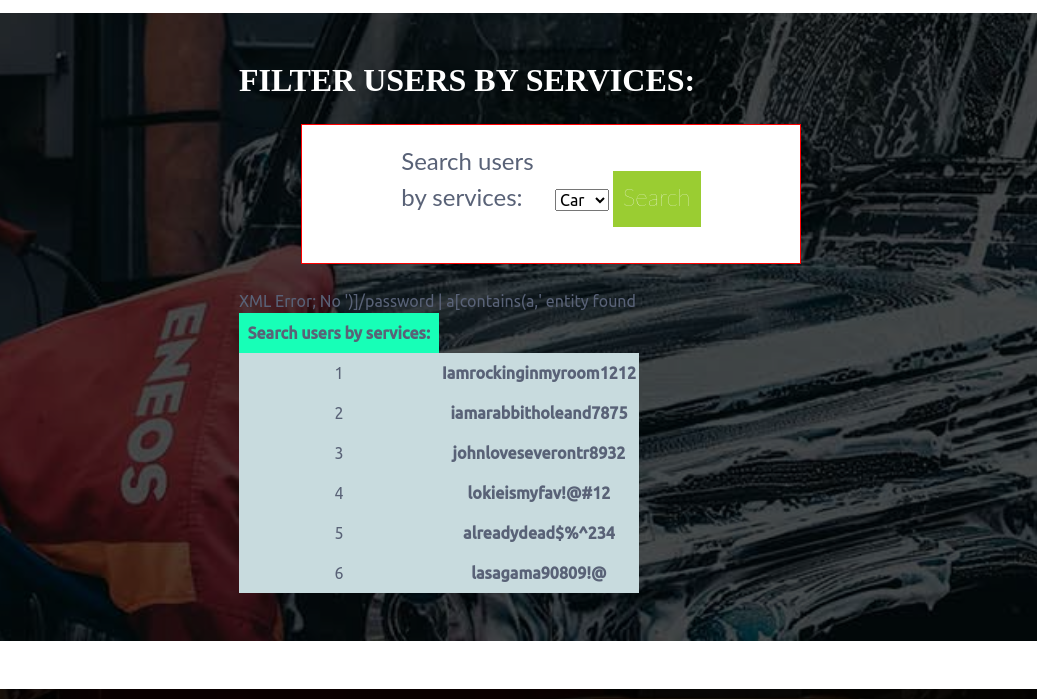 FILTER USERS BY SERVICES:
Search users
by services:
Car
Search
XML Error; No ')]/password | a[contains(a,' entity found
Search users by services:
1 Iamrockinginmyroom1212
2 iamarabbitholeand7875
3 johnloveseverontr8932
4 lokieismyfav!@#12
5 alreadydead$%^234
6 lasagama90809!@
ENEOS